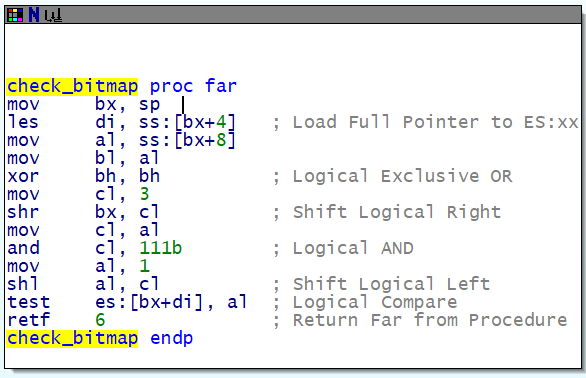 check_bitmap proc far
mov bx, sp
les di, ss:[bx+4] ; Load Full Pointer to ES:xx
mov al, ss:[bx+8]
mov bl, al
xor bh, bh ; Logical Exclusive OR
mov cl, 3
shr bx, cl ; Shift Logical Right
mov cl, al
and cl, 111b ; Logical AND
mov al, 1
shl al, cl ; Shift Logical Left
test es:[bx+di], al ; Logical Compare
retf 6 ; Return Far from Procedure
check_bitmap endp